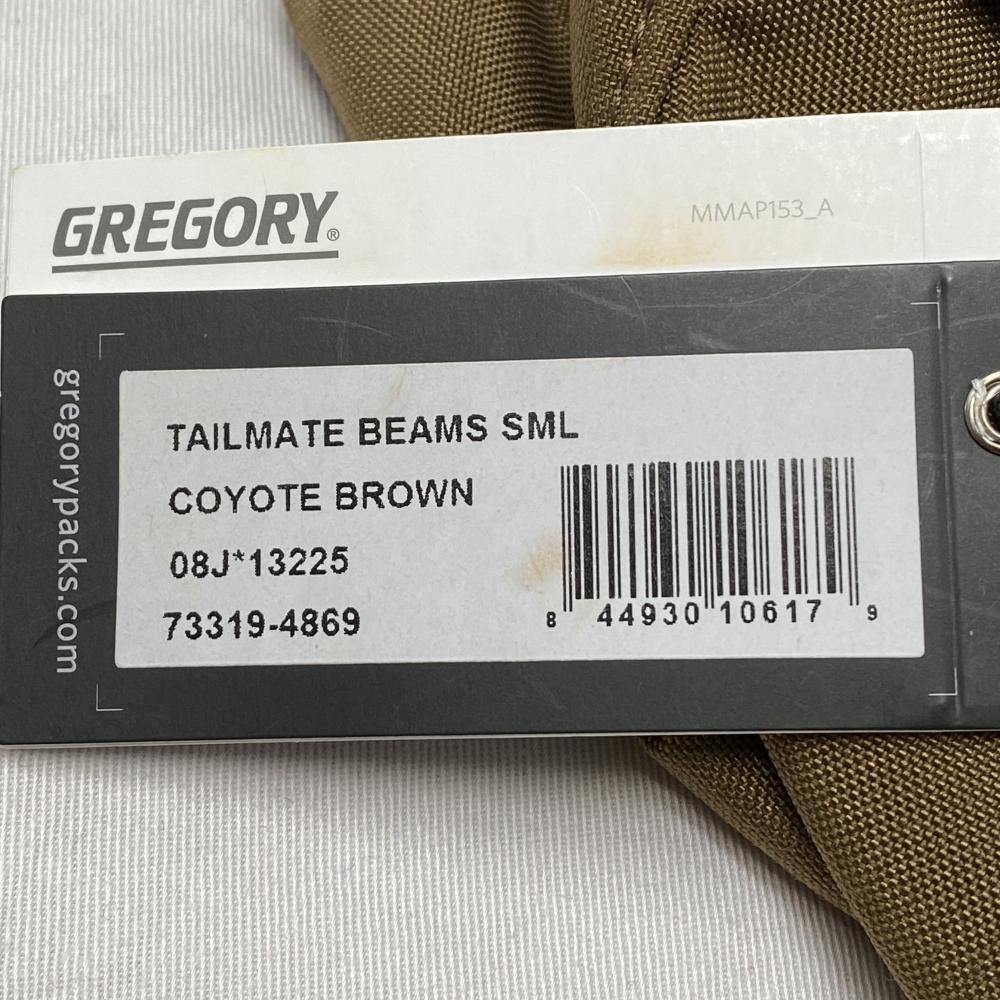 GREGORY®
MMAP153_A
gregorypacks.com
TAILMATE BEAMS SML
COYOTE BROWN
08J*13225
73319-4869
8 44930 10617 9